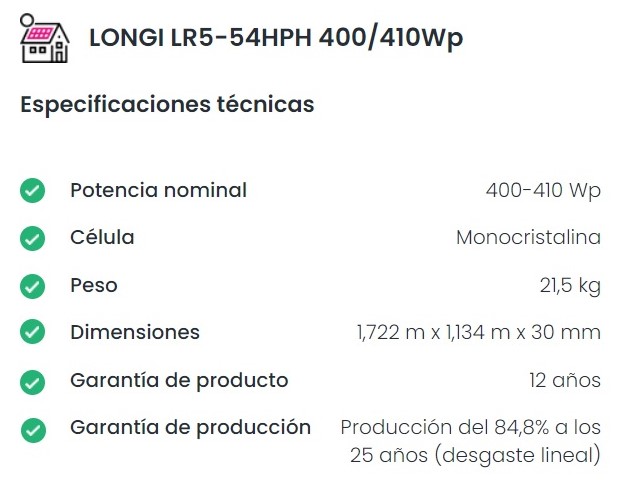 LONGI LR5-54HPH 400/410Wp
Especificaciones técnicas
Potencia nominal 400-410 Wp
Célula Monocristalina
Peso 21,5 kg
Dimensiones 1,722 m x 1,134 m x 30 mm
Garantía de producto 12 años
Garantía de producción Producción del 84,8% a los
25 años (desgaste lineal)